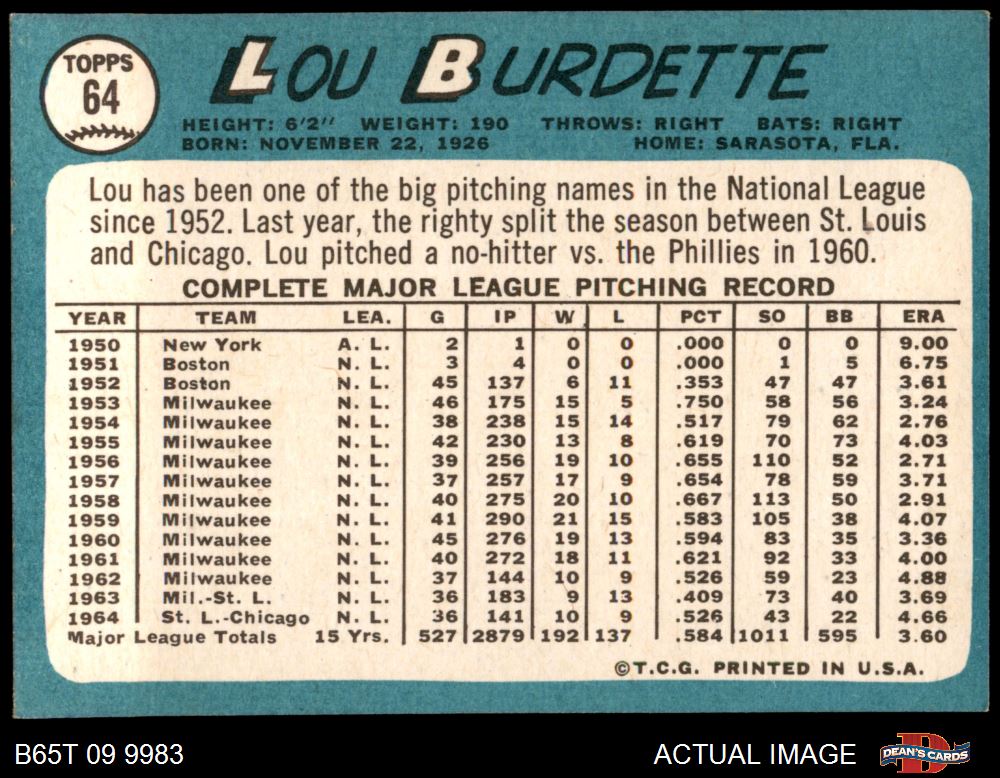 TOPPS
64
LOU BURDETTE
HEIGHT: 6'2" WEIGHT: 190 THROWS: RIGHT BATS: RIGHT
BORN: NOVEMBER 22, 1926 HOME: SARASOTA, FLA.
Lou has been one of the big pitching names in the National League
since 1952. Last year, the righty split the season between St. Louis
and Chicago. Lou pitched a no-hitter vs. the Phillies in 1960.
COMPLETE MAJOR LEAGUE PITCHING RECORD
YEAR TEAM LEA. G IP W L PCT SO BB ERA
1950 New York A. L. 2 1 0 0 .000 0 0 9.00
1951 Boston N. L. 3 4 0 0 .000 1 5 6.75
1952 Boston N. L. 45 137 6 11 .353 47 47 3.61
1953 Milwaukee N. L. 46 175 15 5 .750 58 56 3.24
1954 Milwaukee N. L. 38 238 15 14 .517 79 62 2.76
1955 Milwaukee N. L. 42 230 13 8 .619 70 73 4.03
1956 Milwaukee N. L. 39 256 19 10 .655 110 52 2.71
1957 Milwaukee N. L. 37 257 17 9 .654 78 59 3.71
1958 Milwaukee N. L. 40 275 20 10 .667 113 50 2.91
1959 Milwaukee N. L. 41 290 21 15 .583 105 38 4.07
1960 Milwaukee N. L. 45 276 19 13 .594 83 35 3.36
1961 Milwaukee N. L. 40 272 18 11 .621 92 33 4.00
1962 Milwaukee N. L. 37 144 10 9 .526 59 23 4.88
1963 Mil.-St. L. N. L. 36 183 9 13 .409 73 40 3.69
1964 St. L.-Chicago N. L. 36 141 10 9 .526 43 22 4.66
Major League Totals 15 Yrs. 527 2879 192 137 .584 1011 595 3.60
©T.C.G. PRINTED IN U.S.A.
B65T 09 9983 ACTUAL IMAGE DEAN'S CARDS